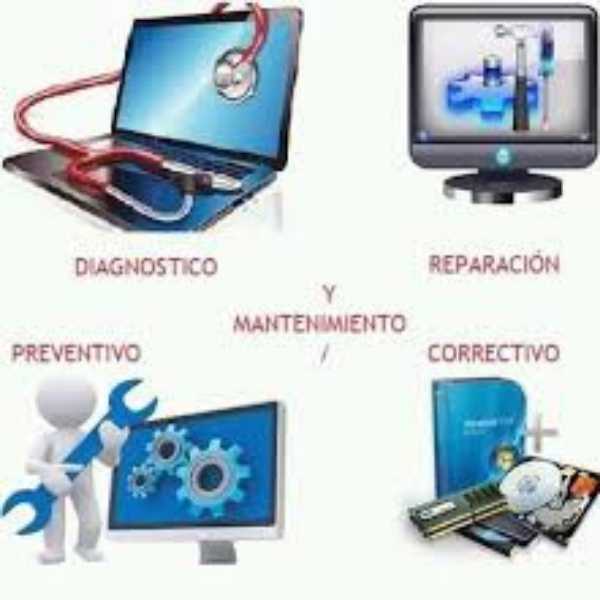 DIAGNOSTICO
REPARACIÓN
Y
MANTENIMIENTO
PREVENTIVO
/
CORRECTIVO